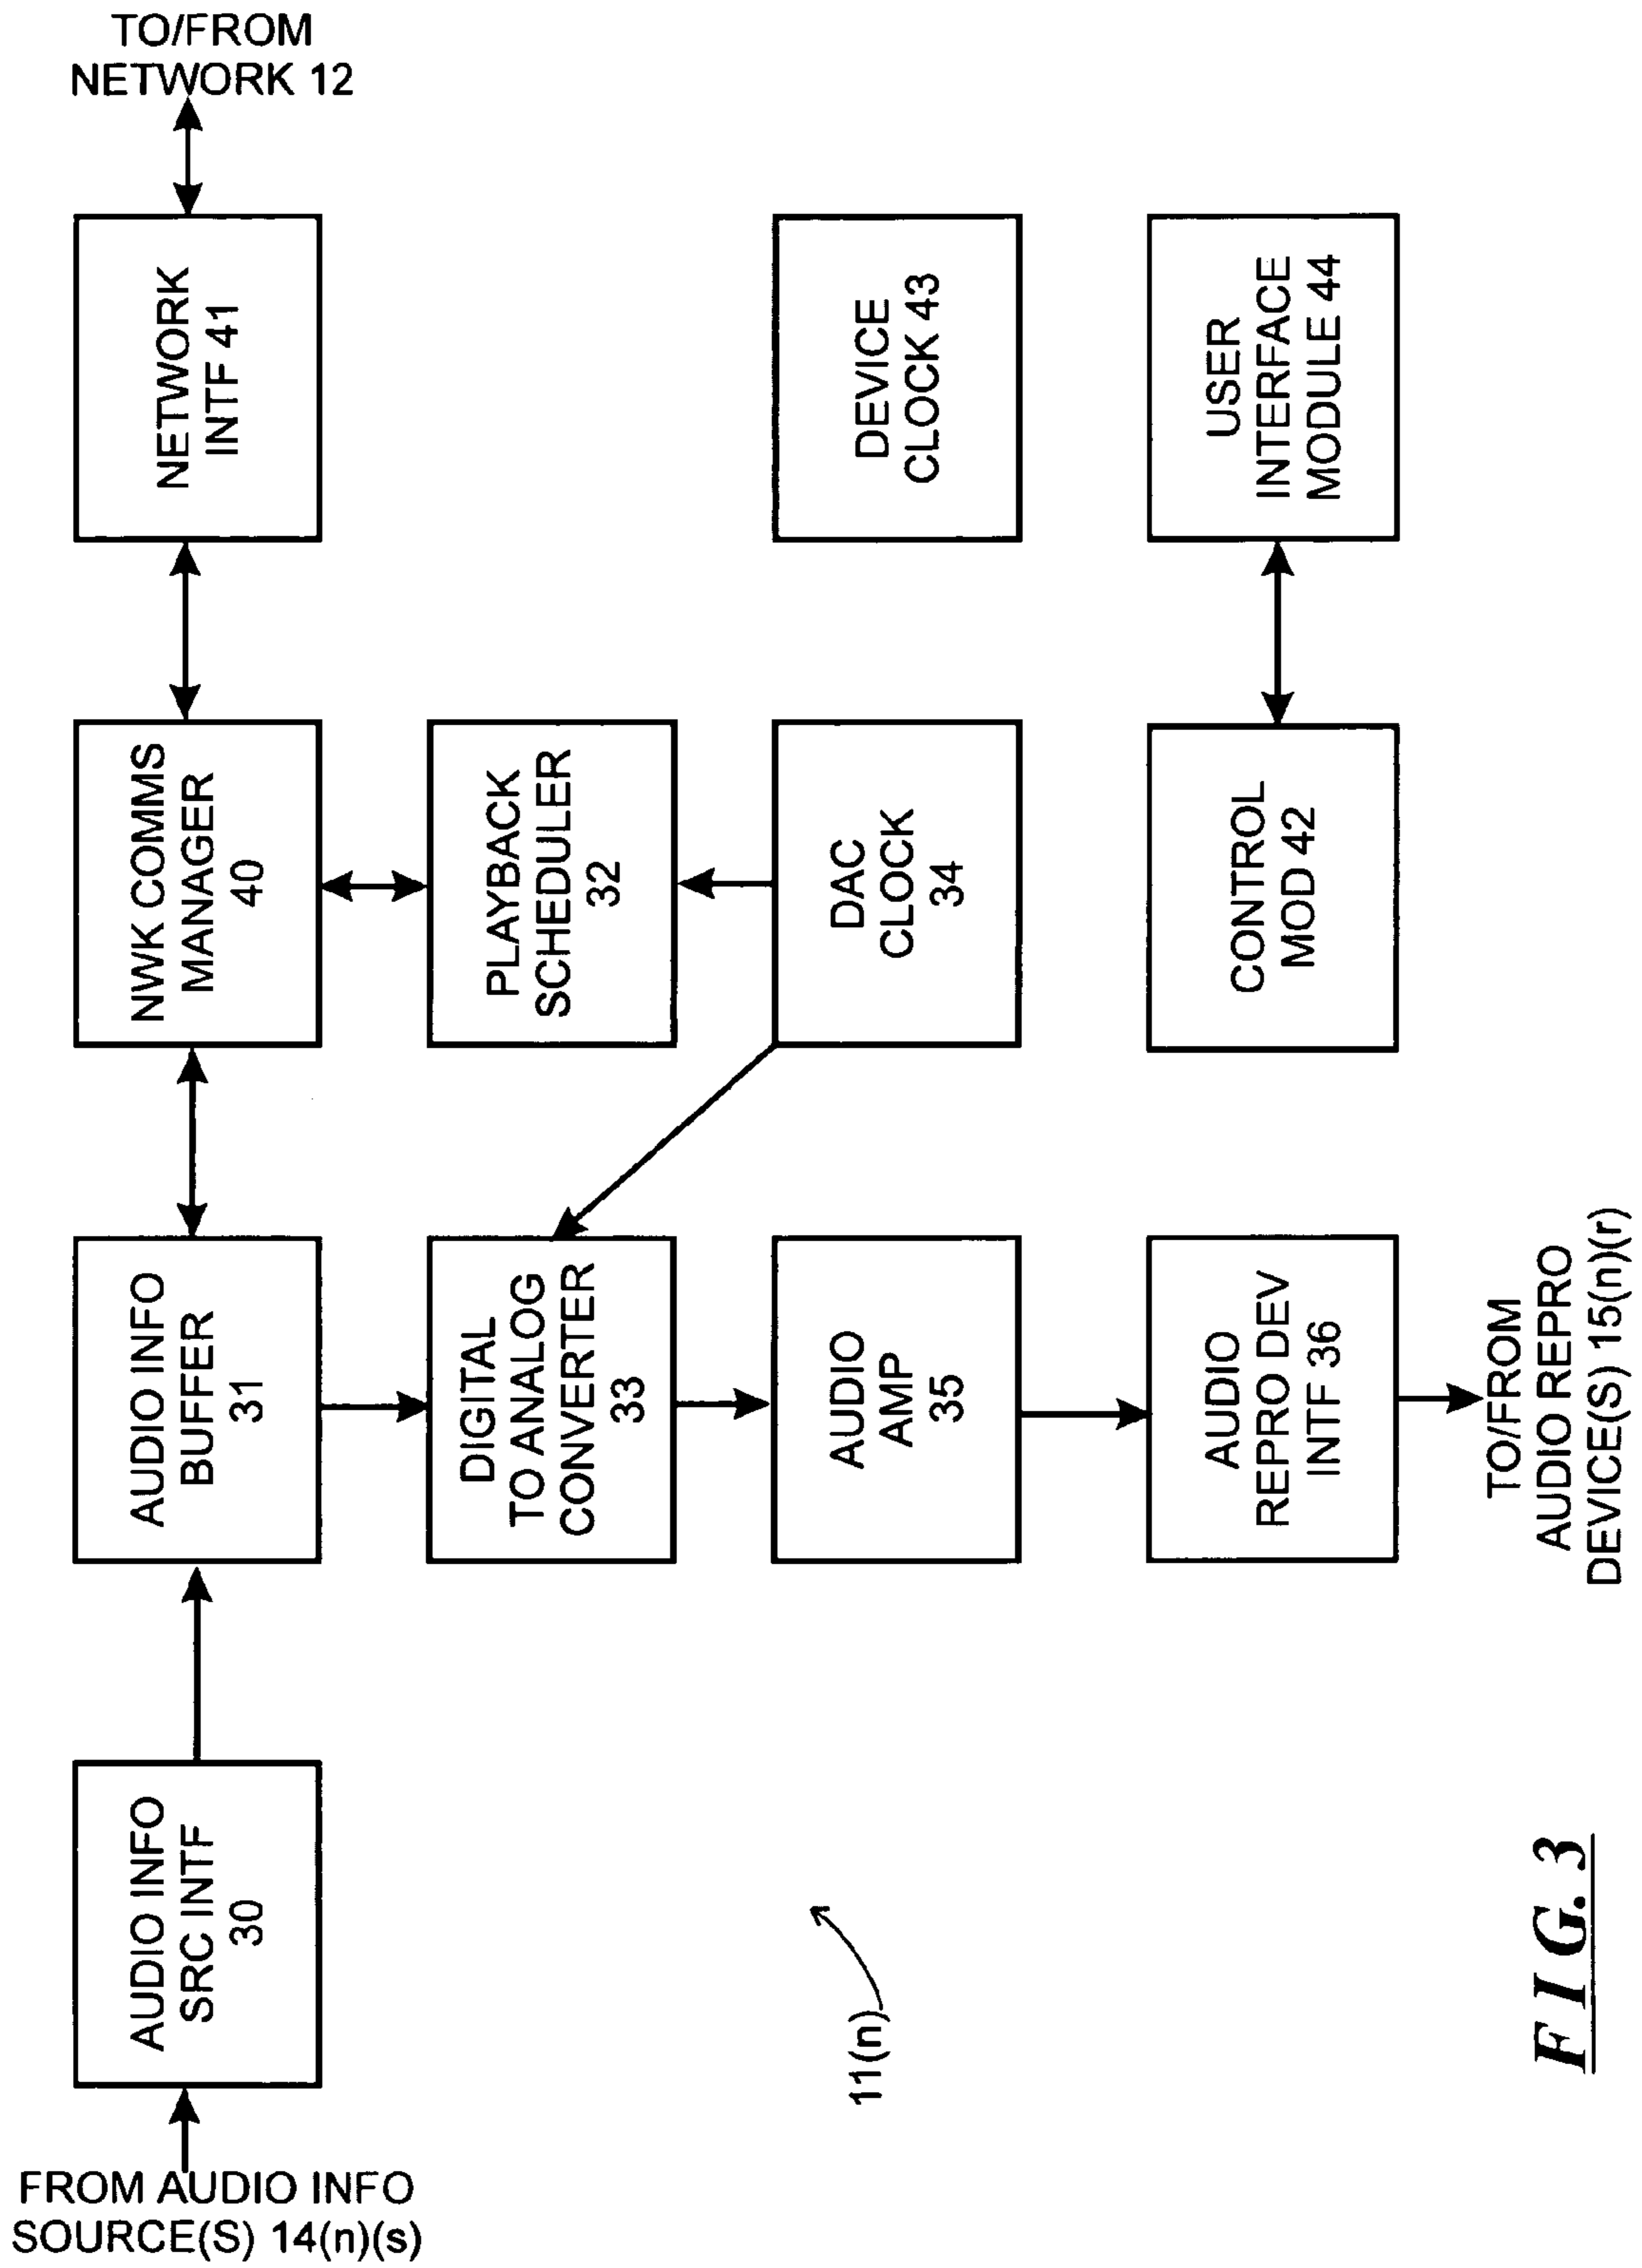 TO/FROM
NETWORK 12
NETWORK
INTF 41
DEVICE
CLOCK 43
USER
INTERFACE
MODULE 44
NWK COMMS
MANAGER
40
PLAYBACK
SCHEDULER
32
DAC
CLOCK
34
CONTROL
MOD 42
AUDIO INFO
BUFFER
31
DIGITAL
TO ANALOG
CONVERTER
33
AUDIO
AMP
35
AUDIO
REPRO DEV
INTF 36
TO/FROM
AUDIO REPRO
DEVICE(S) 15(n)(r)
AUDIO INFO
SRC INTF
30
FROM AUDIO INFO
SOURCE(S) 14(n)(s)
11(n)
FIG. 3